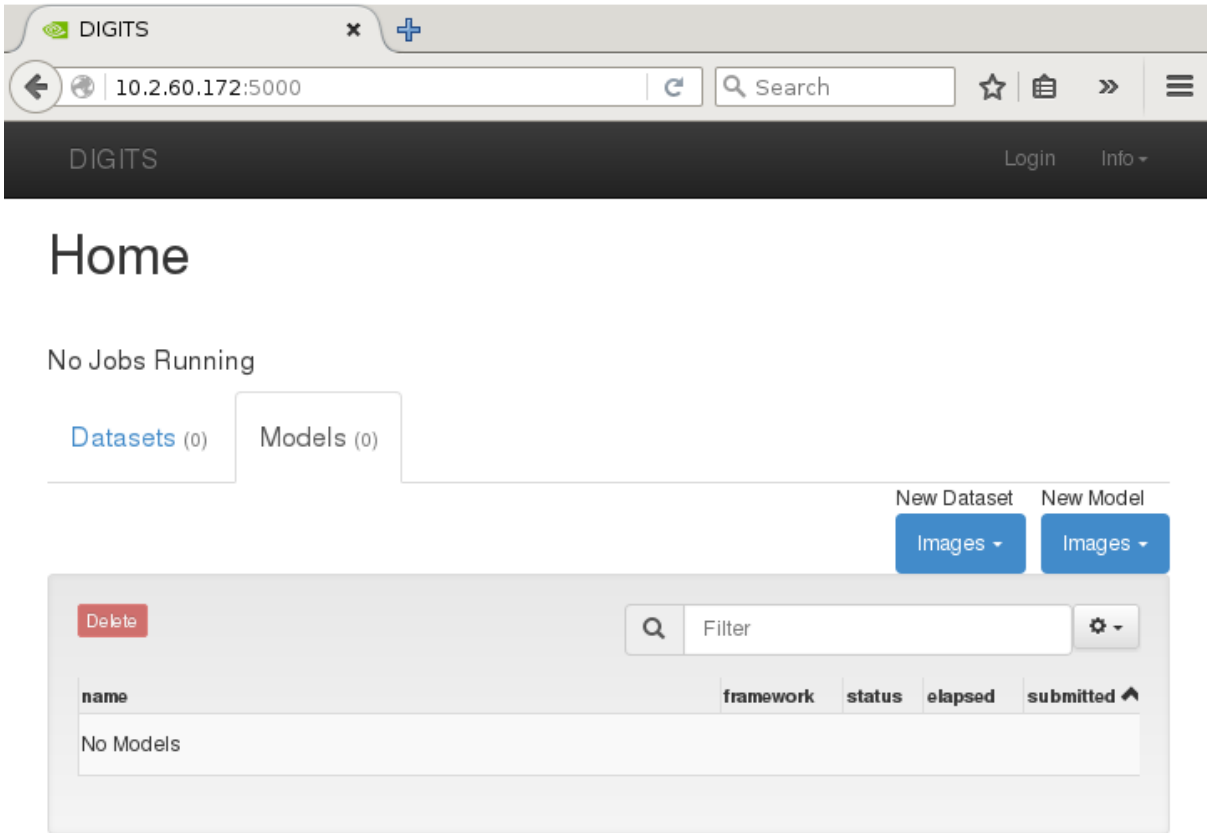 DIGITS
10.2.60.172:5000 Search
DIGITS Login Info
Home
No Jobs Running
Datasets (0) Models (0)
New Dataset New Model
Images Images
Delete Filter
name framework status elapsed submitted
No Models